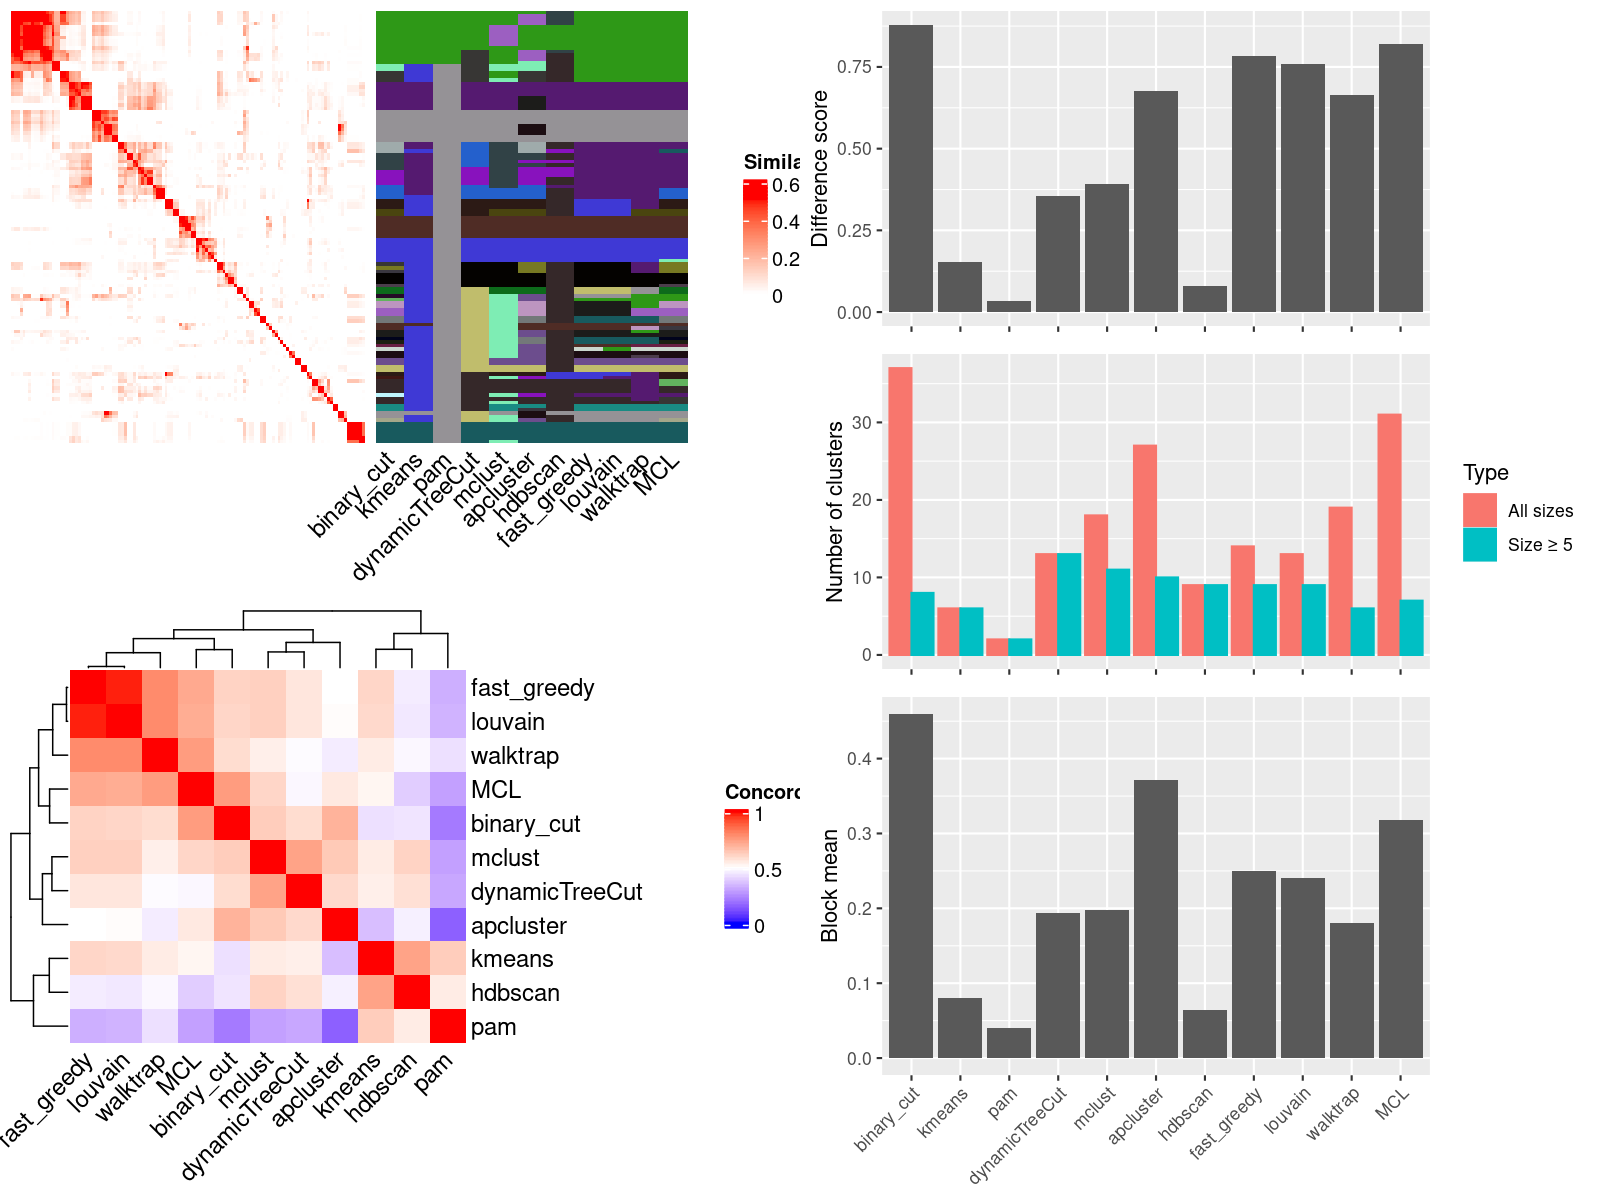 Simila
0.6
0.4
0.2
0
binary_cut
kmeans
pam
dynamicTreeCut
mclust
apcluster
hdbscan
fast_greedy
louvain
walktrap
MCL
fast_greedy
louvain
walktrap
MCL
binary_cut
mclust
dynamicTreeCut
apcluster
kmeans
hdbscan
pam
fast_greedy
louvain
walktrap
MCL
binary_cut
mclust
dynamicTreeCut
apcluster
kmeans
hdbscan
pam
Concord
1
0.5
0
Difference score
0.75
0.50
0.25
0.00
Number of clusters
30
20
10
0
Type
All sizes
Size ≥ 5
Block mean
0.4
0.3
0.2
0.1
0.0
binary_cut
kmeans
pam
dynamicTreeCut
mclust
apcluster
hdbscan
fast_greedy
louvain
walktrap
MCL